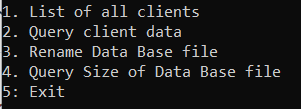 1. List of all clients
2. Query client data
3. Rename Data Base file
4. Query Size of Data Base file
5: Exit